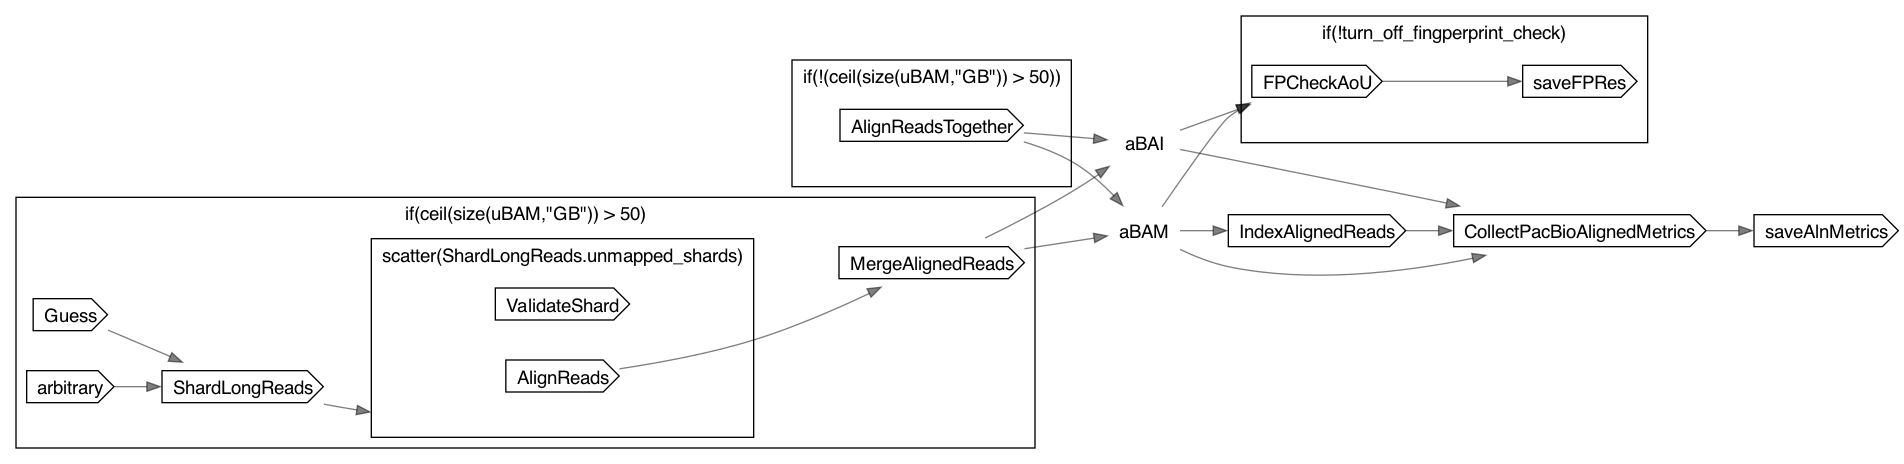 if(!turn_off_fingperprint_check)
FPCheckAoU
saveFPRes
if(!(ceil(size(uBAM,"GB")) > 50))
AlignReadsTogether
aBAI
if(ceil(size(uBAM,"GB")) > 50)
scatter(ShardLongReads.unmapped_shards)
MergeAlignedReads
aBAM
IndexAlignedReads
CollectPacBioAlignedMetrics
saveAlnMetrics
ValidateShard
Guess
AlignReads
arbitrary
ShardLongReads